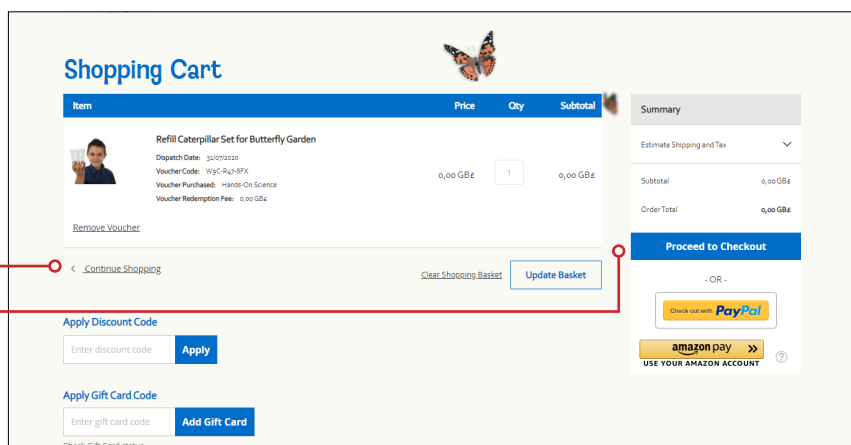 Shopping Cart
Item Price Qty Subtotal
Refill Caterpillar Set for Butterfly Garden
Dispatch Date: 31/07/2020
Voucher Code: W9C-R47-8FX
Voucher Purchased: Hands-On Science
Voucher Redemption Fee: 0,00 GB£
0,00 GB£ 1 0,00 GB£
Remove Voucher
< Continue Shopping
Clear Shopping Basket
Update Basket
Apply Discount Code
Enter discount code Apply
Apply Gift Card Code
Enter gift card code Add Gift Card
Check Gift Card status
Summary
Estimate Shipping and Tax
Subtotal 0,00 GB£
Order Total 0,00 GB£
Proceed to Checkout
- OR -
Check out with PayPal
amazon pay
USE YOUR AMAZON ACCOUNT ?